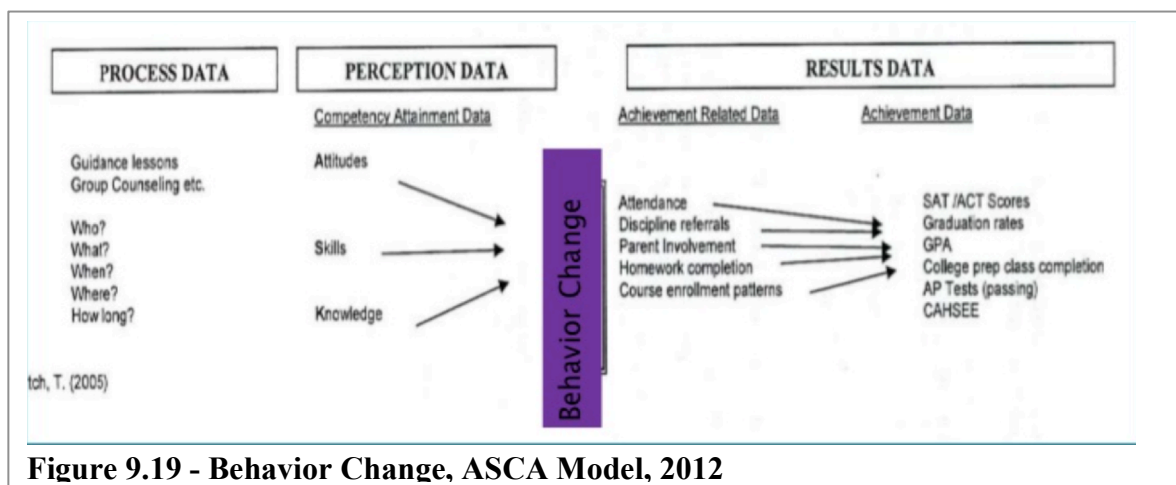 PROCESS DATA
PERCEPTION DATA
RESULTS DATA
Competency Attainment Data
Achievement Related Data
Achievement Data
Guidance lessons
Group Counseling etc.
Who?
What?
When?
Where?
How long?
Attitudes
Skills
Knowledge
Behavior Change
Attendance
Discipline referrals
Parent Involvement
Homework completion
Course enrollment patterns
SAT /ACT Scores
Graduation rates
GPA
College prep class completion
AP Tests (passing)
CAHSEE
tch, T. (2005)
Figure 9.19 - Behavior Change, ASCA Model, 2012